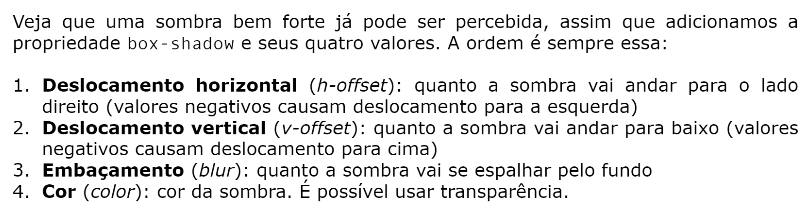 Veja que uma sombra bem forte já pode ser percebida, assim que adicionamos a
propriedade box-shadow e seus quatro valores. A ordem é sempre essa:
1. Deslocamento horizontal (h-offset): quanto a sombra vai andar para o lado
direito (valores negativos causam deslocamento para a esquerda)
2. Deslocamento vertical (v-offset): quanto a sombra vai andar para baixo (valores
negativos causam deslocamento para cima)
3. Embaçamento (blur): quanto a sombra vai se espalhar pelo fundo
4. Cor (color): cor da sombra. É possível usar transparência.